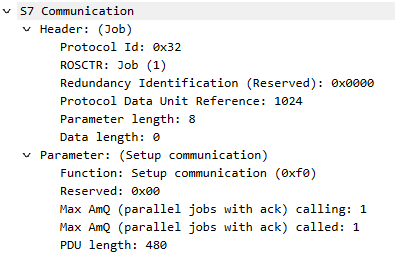 S7 Communication
Header: (Job)
Protocol Id: 0x32
ROSCTR: Job (1)
Redundancy Identification (Reserved): 0x0000
Protocol Data Unit Reference: 1024
Parameter length: 8
Data length: 0
Parameter: (Setup communication)
Function: Setup communication (0xf0)
Reserved: 0x00
Max AmQ (parallel jobs with ack) calling: 1
Max AmQ (parallel jobs with ack) called: 1
PDU length: 480